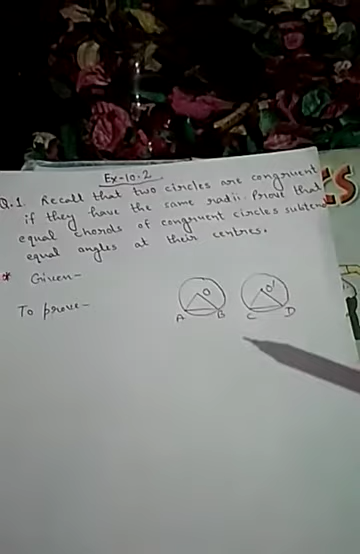 Ex-10.2
Q.1. Recall that two circles are congruent
if they have the same radii. Prove that
equal chords of congruent circles subten
equal angles at their centres.
* Given-
To prove-
O O'
A B C D